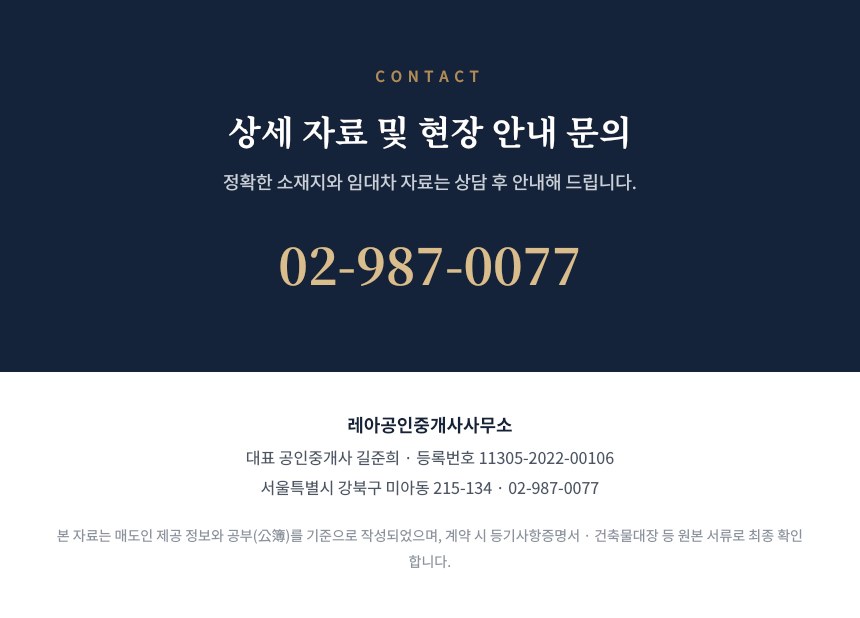 CONTACT
상세 자료 및 현장 안내 문의
정확한 소재지와 임대차 자료는 상담 후 안내해 드립니다.
02-987-0077
레아공인중개사사무소
대표 공인중개사 길준희 · 등록번호 11305-2022-00106
서울특별시 강북구 미아동 215-134 · 02-987-0077
본 자료는 매도인 제공 정보와 공부(公簿)를 기준으로 작성되었으며, 계약 시 등기사항증명서 · 건축물대장 등 원본 서류로 최종 확인
합니다.